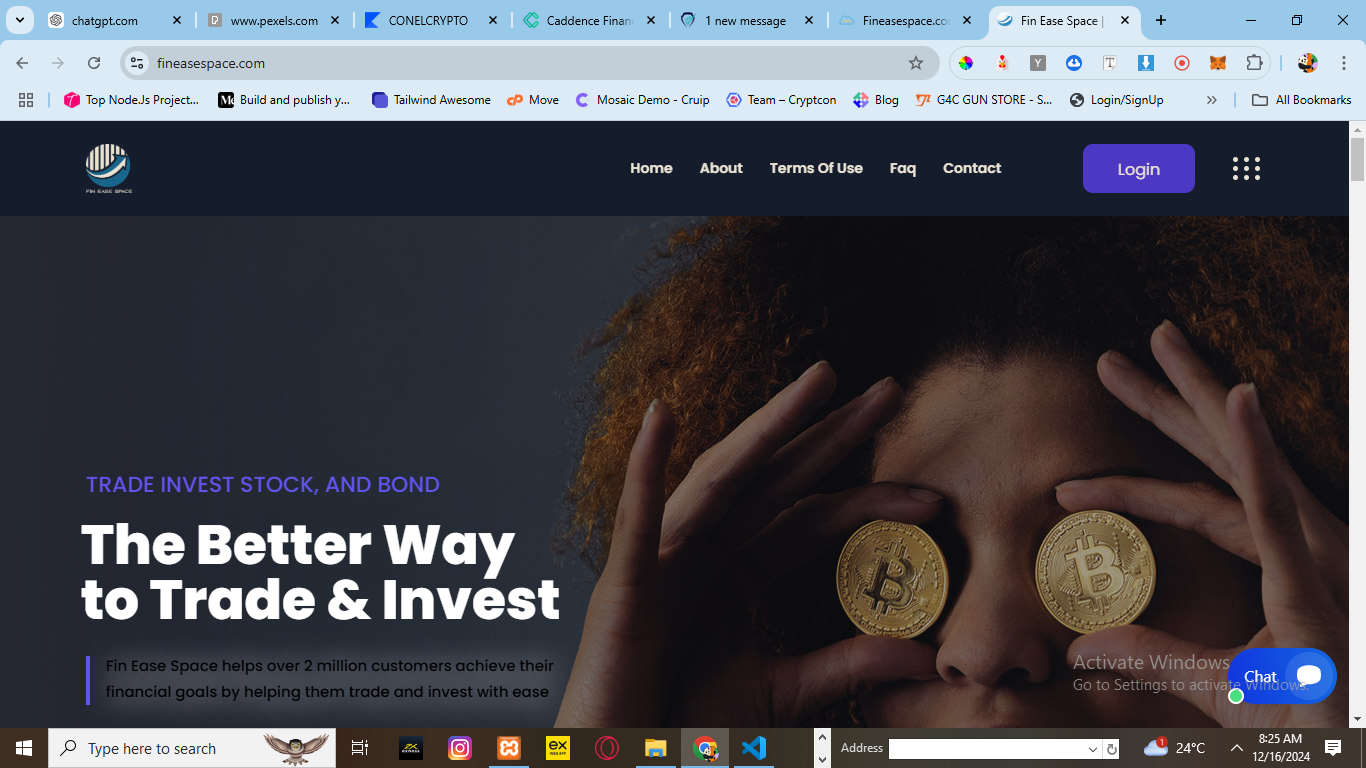 chatgpt.com
www.pexels.com
CONELCRYPTO
Caddence Finan
1 new message
Fineasespace.co
Fin Ease Space |
fineasespace.com
Top NodeJs Project...
Build and publish y...
Tailwind Awesome
Move
Mosaic Demo - Cruip
Team – Cryptcon
Blog
G4C GUN STORE - S...
Login/SignUp
All Bookmarks
FIN EASE SPACE
Home
About
Terms Of Use
Faq
Contact
Login
TRADE INVEST STOCK, AND BOND
The Better Way
to Trade & Invest
Fin Ease Space helps over 2 million customers achieve their
financial goals by helping them trade and invest with ease
Activate Windows
Go to Settings to activate Windows.
Chat
Type here to search
Address
1
24°C
8:25 AM
12/16/2024